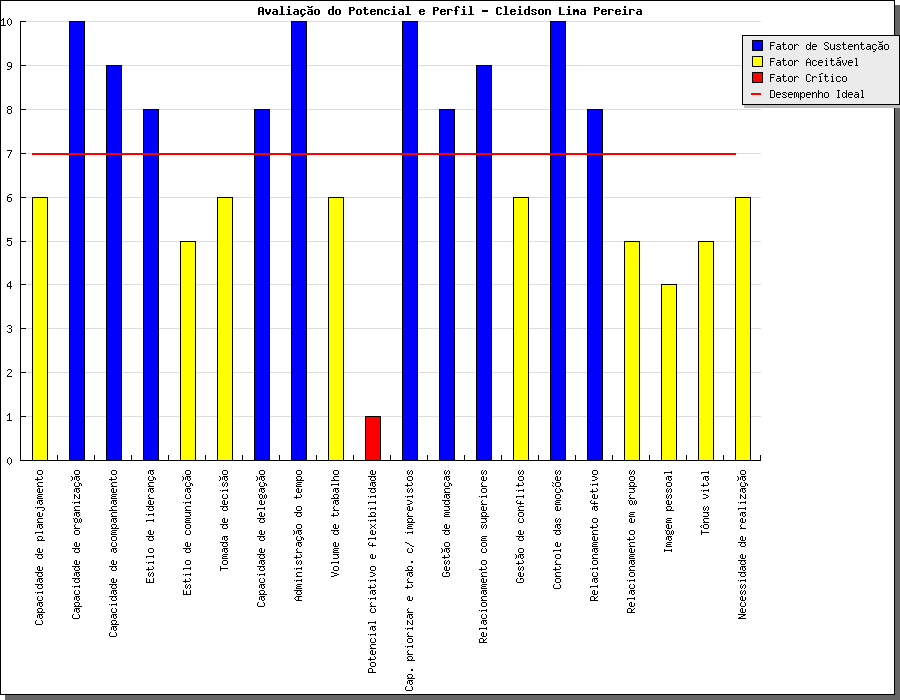 Avaliação do Potencial e Perfil - Cleidson Lima Pereira
Fator de Sustentação
Fator Aceitável
Fator Crítico
Desempenho Ideal
10
9
8
7
6
5
4
3
2
1
0
Capacidade de planejamento
Capacidade de organização
Capacidade de acompanhamento
Estilo de liderança
Estilo de comunicação
Tomada de decisão
Capacidade de delegação
Administração do tempo
Volume de trabalho
Potencial criativo e flexibilidade
Cap. priorizar e trab. c/ imprevistos
Gestão de mudanças
Relacionamento com superiores
Gestão de conflitos
Controle das emoções
Relacionamento afetivo
Relacionamento em grupos
Imagem pessoal
Tônus vital
Necessidade de realização